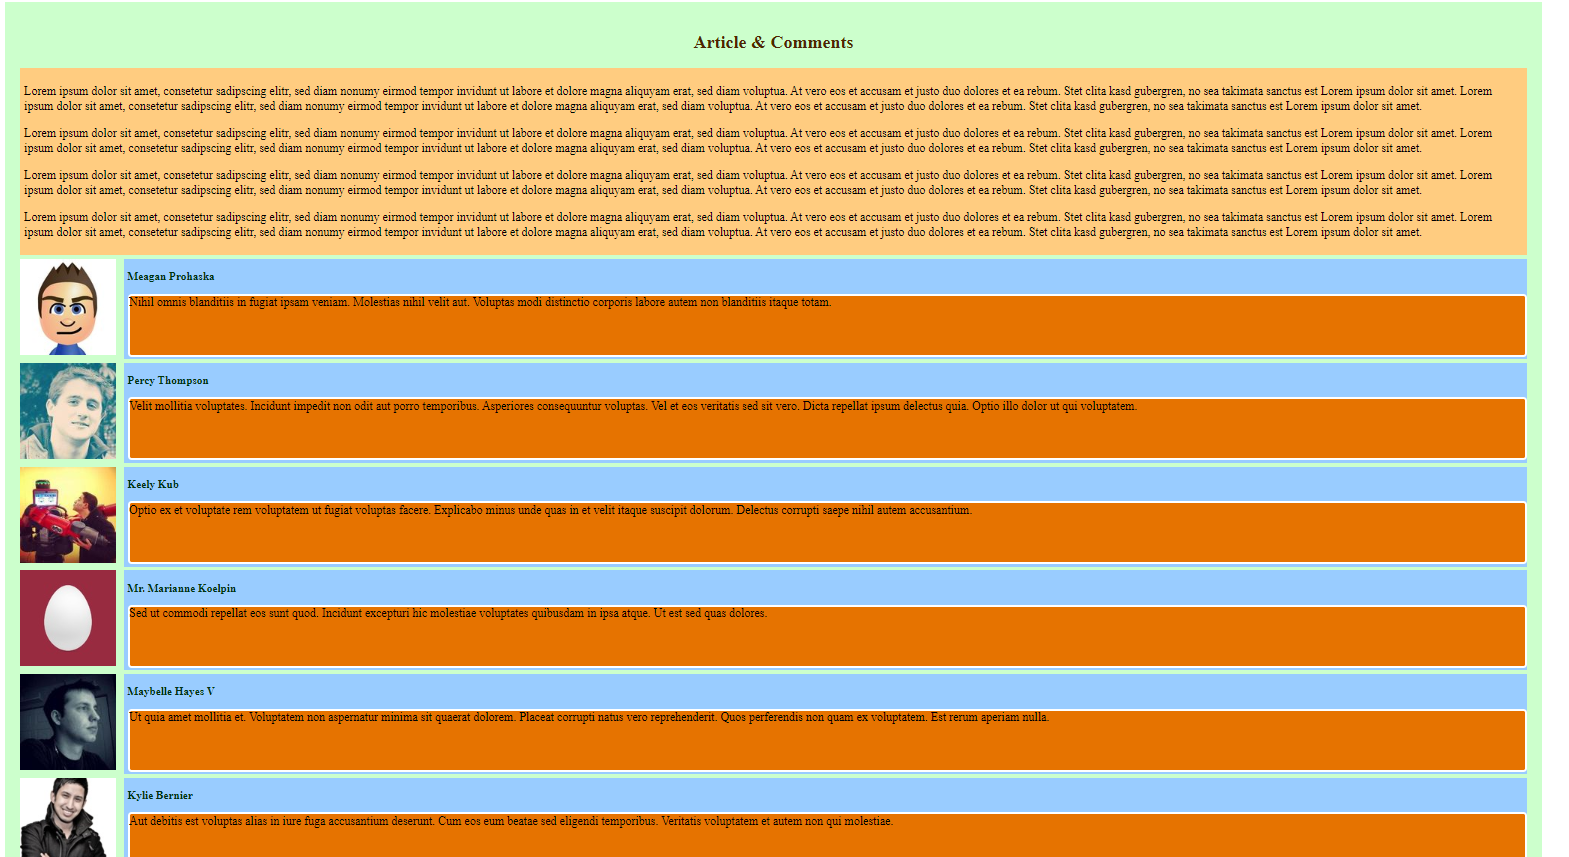 Article & Comments
Lorem ipsum dolor sit amet, consetetur sadipscing elitr, sed diam nonumy eirmod tempor invidunt ut labore et dolore magna aliquyam erat, sed diam voluptua. At vero eos et accusam et justo duo dolores et ea rebum. Stet clita kasd gubergren, no sea takimata sanctus est Lorem ipsum dolor sit amet. Lorem
ipsum dolor sit amet, consetetur sadipscing elitr, sed diam nonumy eirmod tempor invidunt ut labore et dolore magna aliquyam erat, sed diam voluptua. At vero eos et accusam et justo duo dolores et ea rebum. Stet clita kasd gubergren, no sea takimata sanctus est Lorem ipsum dolor sit amet.
Lorem ipsum dolor sit amet, consetetur sadipscing elitr, sed diam nonumy eirmod tempor invidunt ut labore et dolore magna aliquyam erat, sed diam voluptua. At vero eos et accusam et justo duo dolores et ea rebum. Stet clita kasd gubergren, no sea takimata sanctus est Lorem ipsum dolor sit amet. Lorem
ipsum dolor sit amet, consetetur sadipscing elitr, sed diam nonumy eirmod tempor invidunt ut labore et dolore magna aliquyam erat, sed diam voluptua. At vero eos et accusam et justo duo dolores et ea rebum. Stet clita kasd gubergren, no sea takimata sanctus est Lorem ipsum dolor sit amet.
Lorem ipsum dolor sit amet, consetetur sadipscing elitr, sed diam nonumy eirmod tempor invidunt ut labore et dolore magna aliquyam erat, sed diam voluptua. At vero eos et accusam et justo duo dolores et ea rebum. Stet clita kasd gubergren, no sea takimata sanctus est Lorem ipsum dolor sit amet. Lorem
ipsum dolor sit amet, consetetur sadipscing elitr, sed diam nonumy eirmod tempor invidunt ut labore et dolore magna aliquyam erat, sed diam voluptua. At vero eos et accusam et justo duo dolores et ea rebum. Stet clita kasd gubergren, no sea takimata sanctus est Lorem ipsum dolor sit amet.
Lorem ipsum dolor sit amet, consetetur sadipscing elitr, sed diam nonumy eirmod tempor invidunt ut labore et dolore magna aliquyam erat, sed diam voluptua. At vero eos et accusam et justo duo dolores et ea rebum. Stet clita kasd gubergren, no sea takimata sanctus est Lorem ipsum dolor sit amet. Lorem
ipsum dolor sit amet, consetetur sadipscing elitr, sed diam nonumy eirmod tempor invidunt ut labore et dolore magna aliquyam erat, sed diam voluptua. At vero eos et accusam et justo duo dolores et ea rebum. Stet clita kasd gubergren, no sea takimata sanctus est Lorem ipsum dolor sit amet.
Meagan Prohaska
Nihil omnis blanditiis in fugiat ipsam veniam. Molestias nihil velit aut. Voluptas modi distinctio corporis labore autem non blanditiis itaque totam.
Percy Thompson
Velit mollitia voluptates. Incidunt impedit non odit aut porro temporibus. Asperiores consequuntur voluptas. Vel et eos veritatis sed sit vero. Dicta repellat ipsum delectus quia. Optio illo dolor ut qui voluptatem.
Keely Kub
Optio ex et voluptate rem voluptatem ut fugiat voluptas facere. Explicabo minus unde quas in et velit itaque suscipit dolorum. Delectus corrupti saepe nihil autem accusantium.
Mr. Marianne Koelpin
Sed ut commodi repellat eos sunt quod. Incidunt excepturi hic molestiae voluptates quibusdam in ipsa atque. Ut est sed quas dolores.
Maybelle Hayes V
Ut quia amet mollitia et. Voluptatem non aspernatur minima sit quaerat dolorem. Placeat corrupti natus vero reprehenderit. Quos perferendis non quam ex voluptatem. Est rerum aperiam nulla.
Kylie Bernier
Aut debitis est voluptas alias in iure fuga accusantium deserunt. Cum eos eum beatae sed eligendi temporibus. Veritatis voluptatem et autem non qui molestiae.